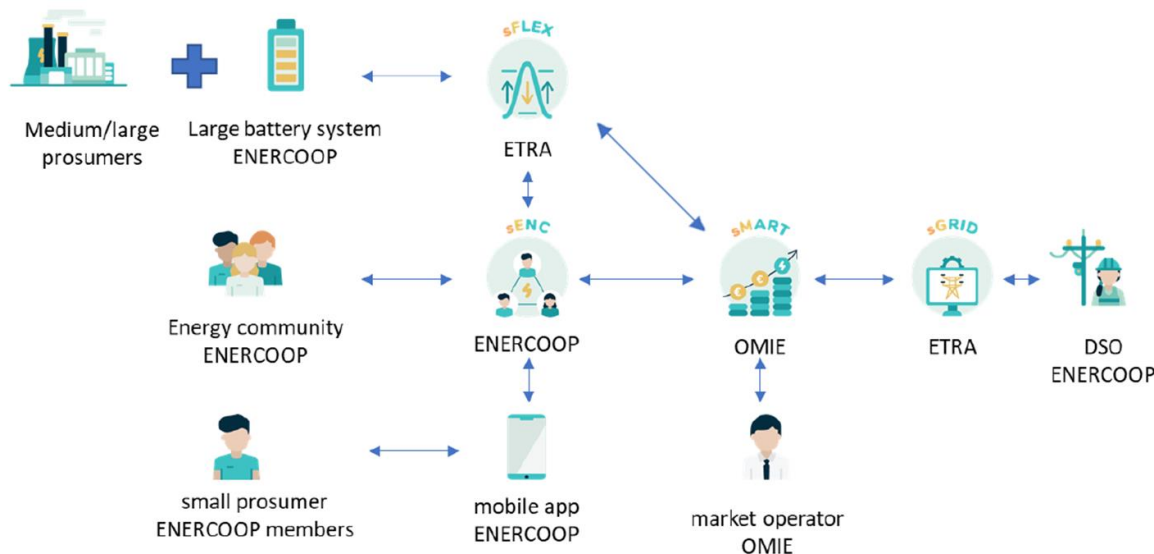 sFLEX
Medium/large
prosumers
Large battery system
ENERCOOP
ETRA
sENC
sMART
sGRID
Energy community
ENERCOOP
ENERCOOP
OMIE
ETRA
DSO
ENERCOOP
small prosumer
ENERCOOP members
mobile app
ENERCOOP
market operator
OMIE